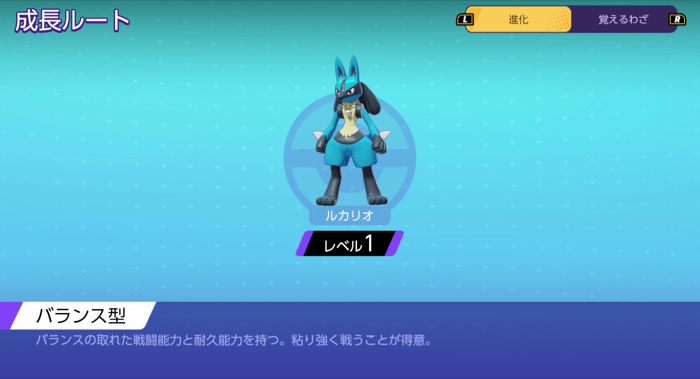 成長ルート
L 進化 覚えるわざ R
ルカリオ
レベル1
バランス型
バランスの取れた戦闘能力と耐久能力を持つ。粘り強く戦うことが得意。